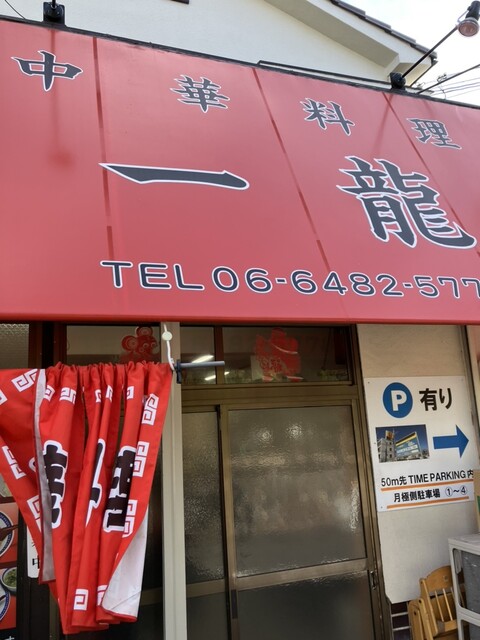 中華料理
一龍
TEL 06-6482-577
P 有り
50m先 TIME PARKING内
月極側駐車場 ①～④